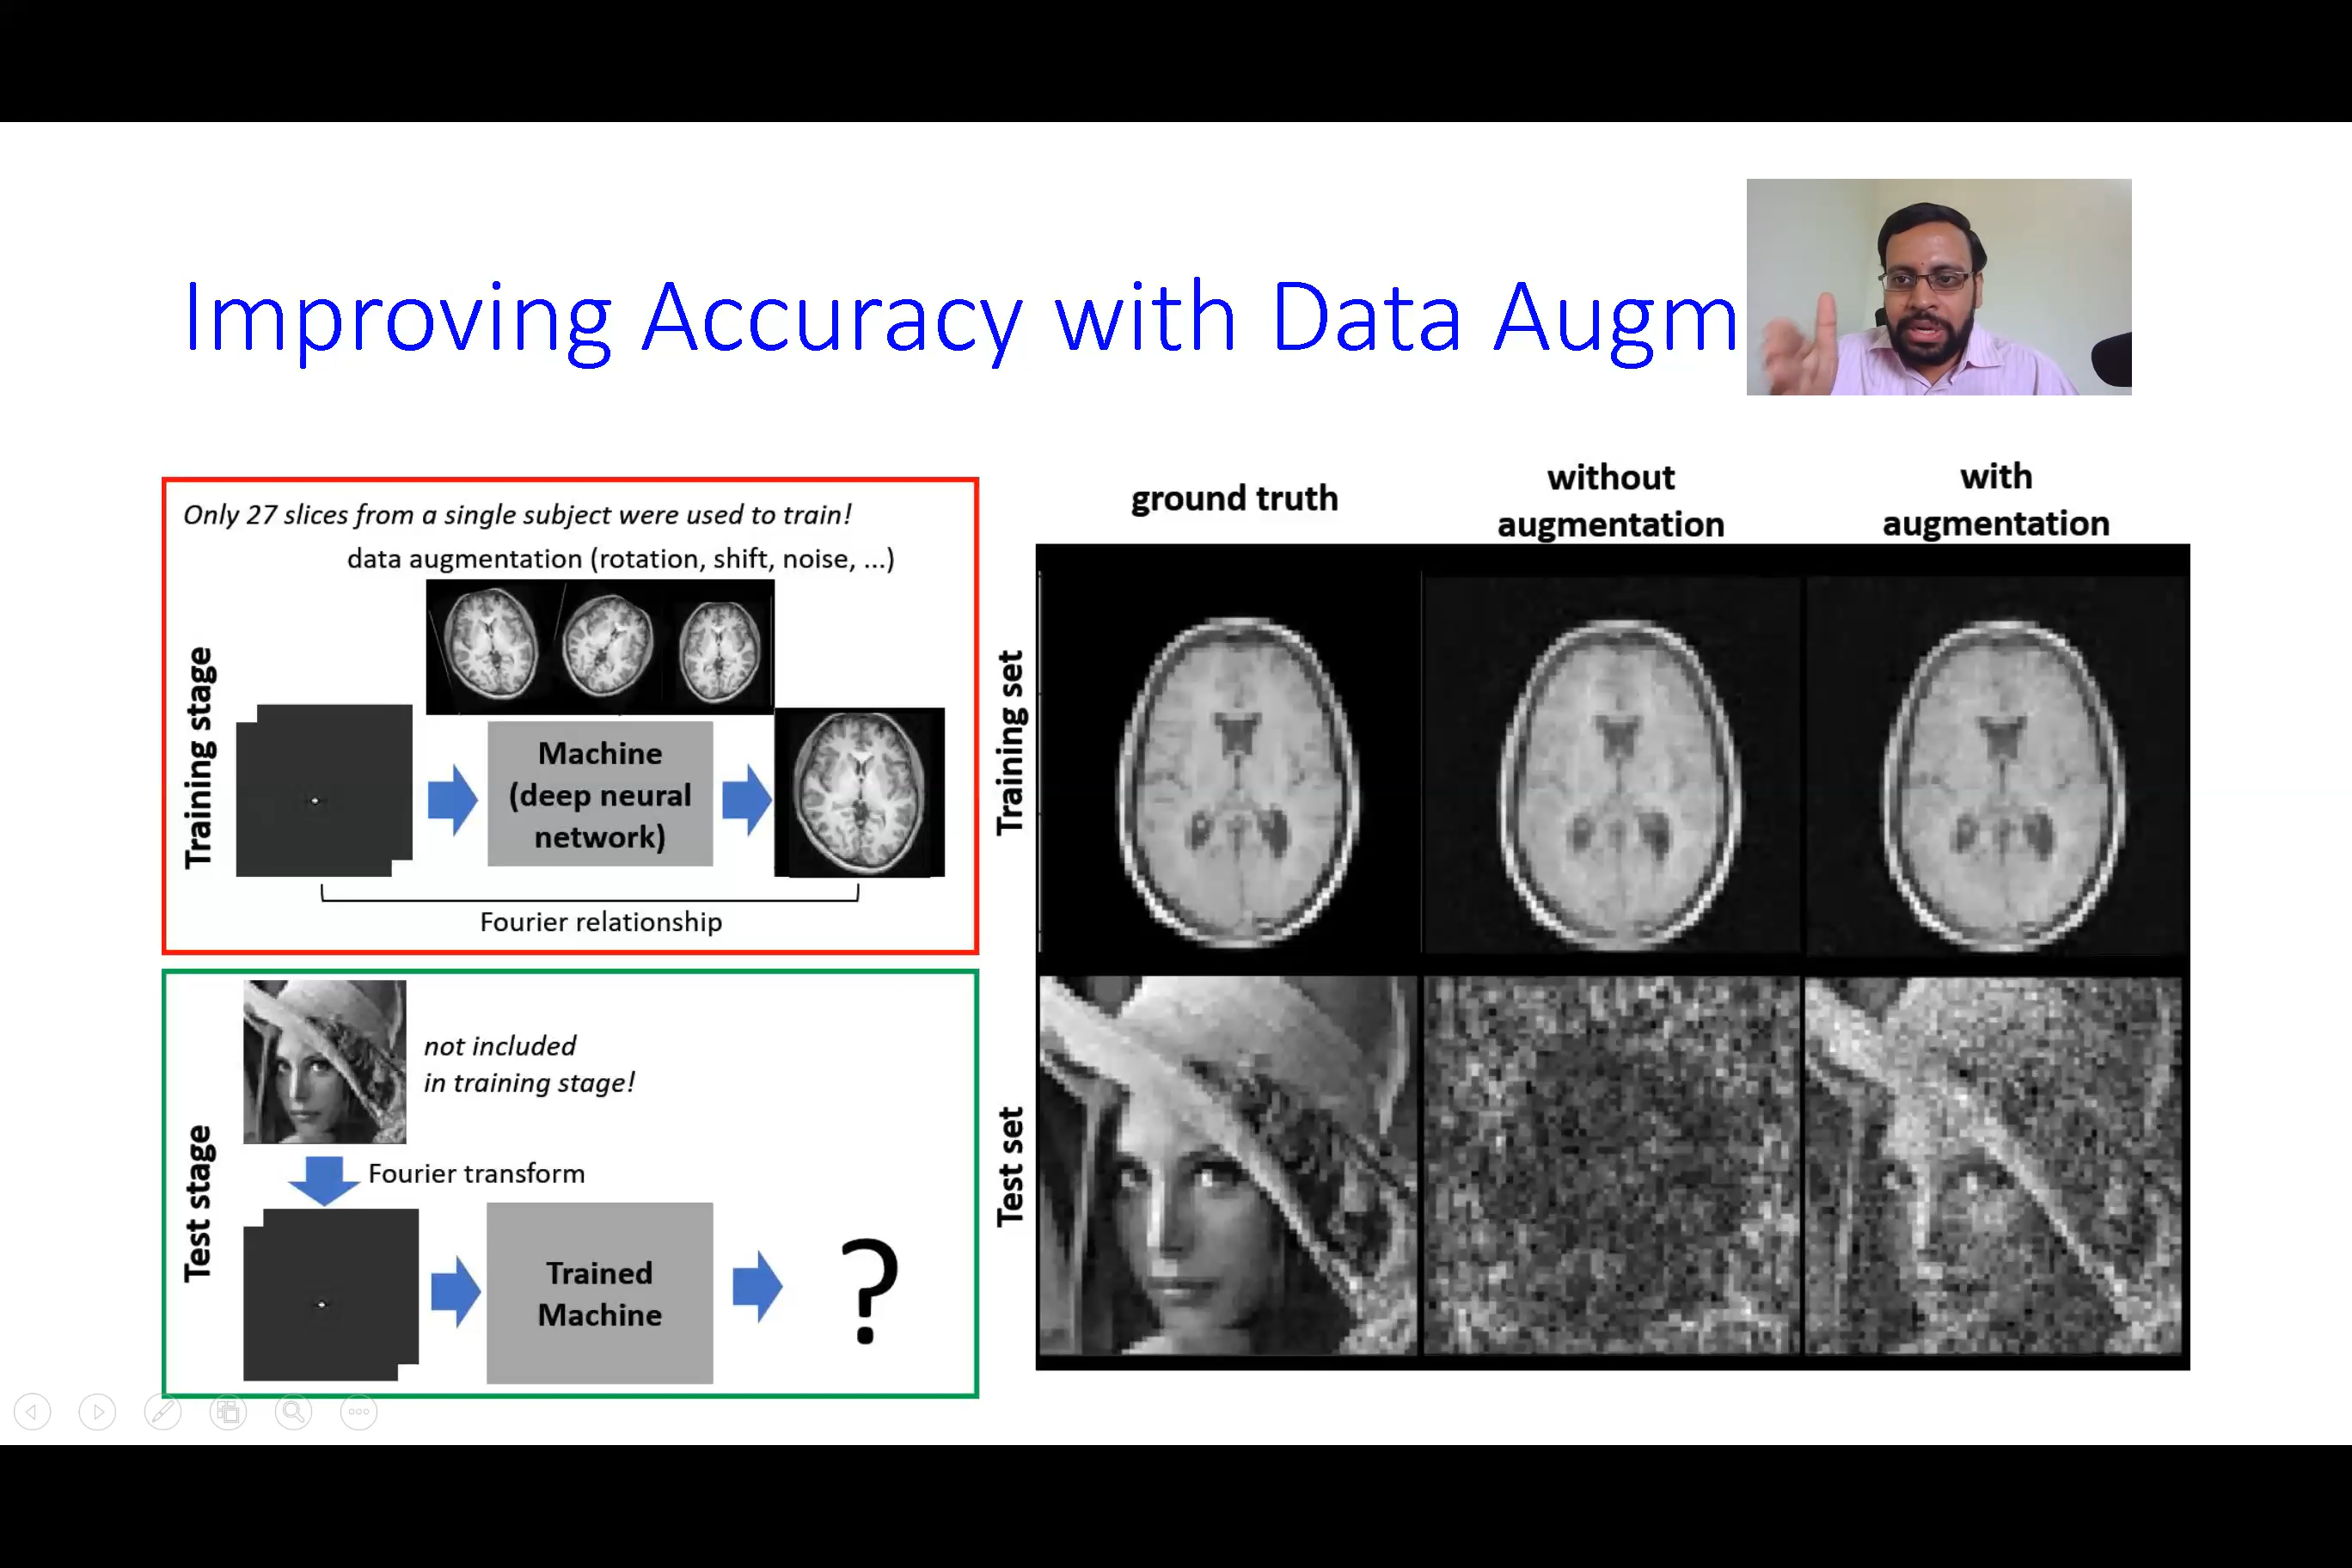 Improving Accuracy with Data Augm
Only 27 slices from a single subject were used to train!
data augmentation (rotation, shift, noise, ...)
Training stage
Machine
(deep neural
network)
Fourier relationship
not included
in training stage!
Test stage
Fourier transform
Trained
Machine
?
ground truth
without
augmentation
with
augmentation
Training set
Test set